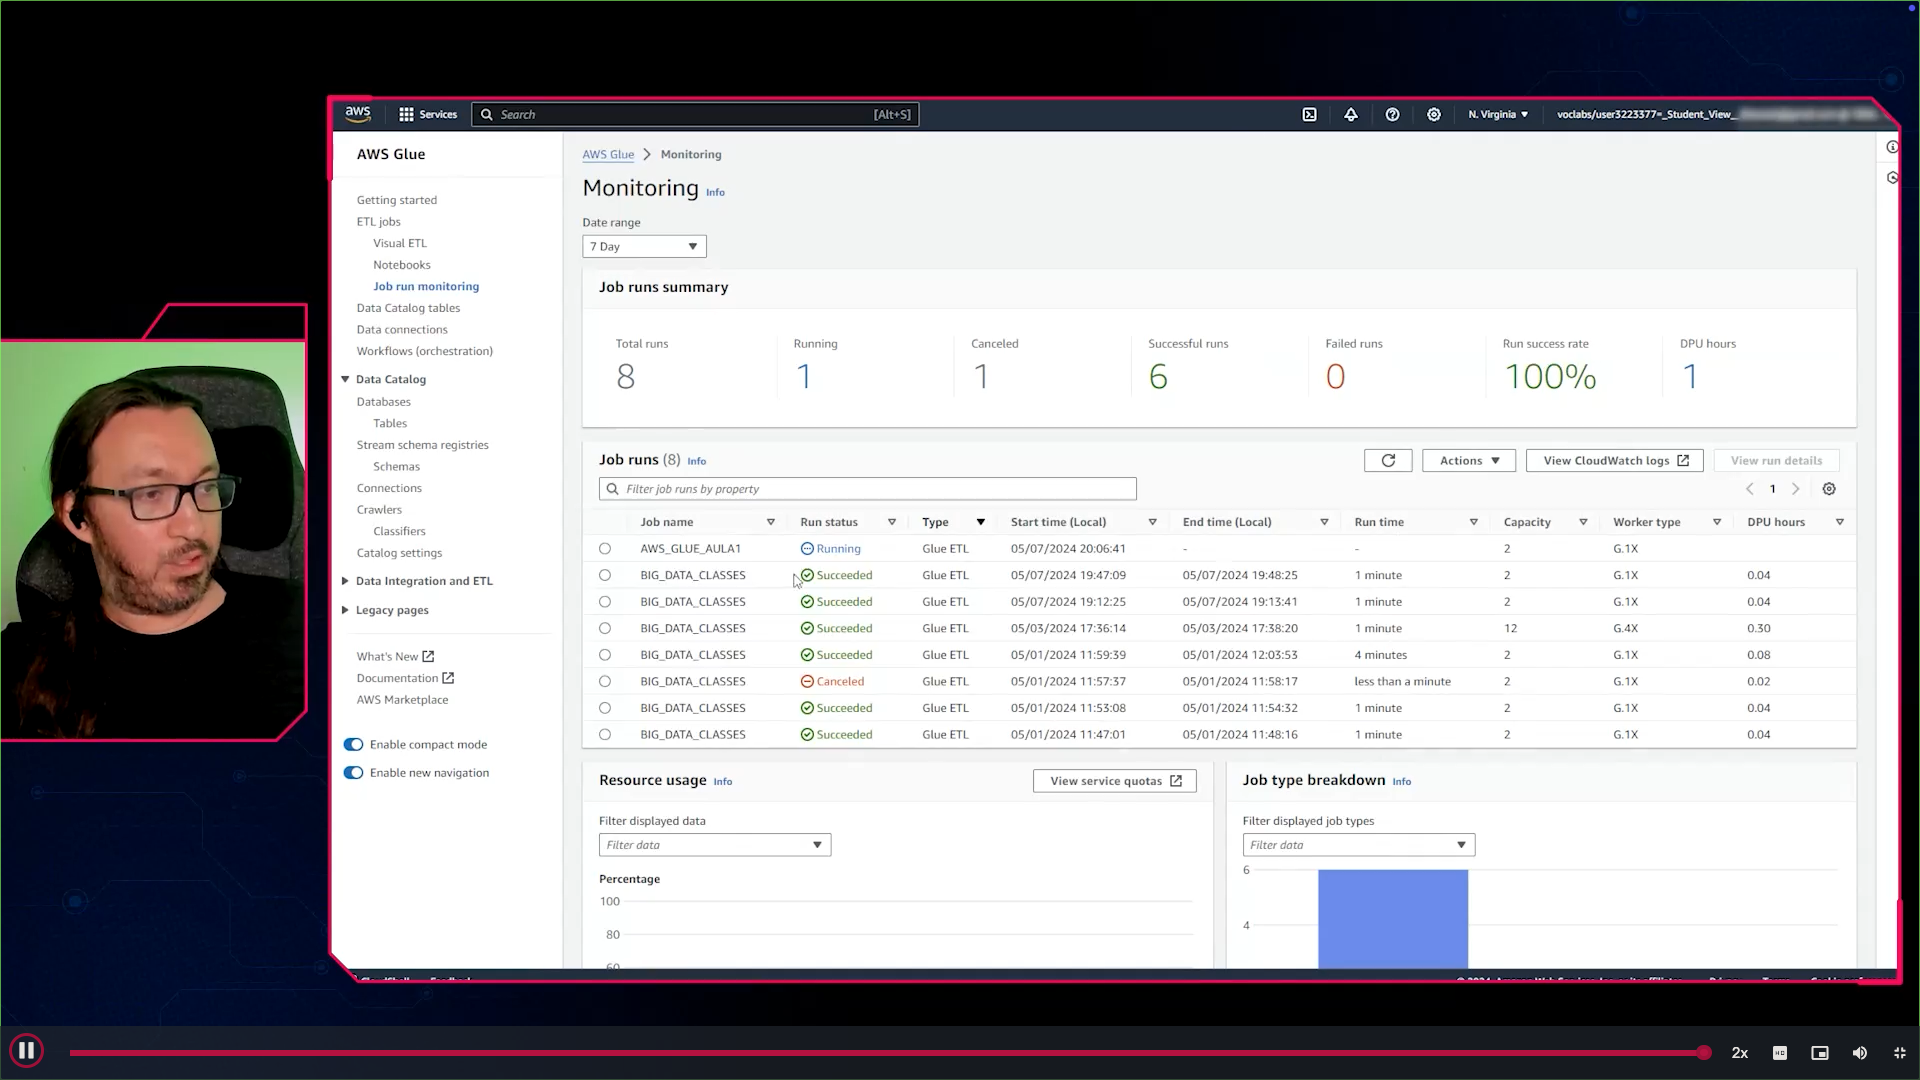 aws Services Search [Alt+S] N. Virginia voclabs/user3223377=_Student_View_
AWS Glue
Getting started
ETL jobs
Visual ETL
Notebooks
Job run monitoring
Data Catalog tables
Data connections
Workflows (orchestration)
Data Catalog
Databases
Tables
Stream schema registries
Schemas
Connections
Crawlers
Classifiers
Catalog settings
Data Integration and ETL
Legacy pages
What's New
Documentation
AWS Marketplace
Enable compact mode
Enable new navigation
AWS Glue > Monitoring
Monitoring Info
Date range
7 Day
Job runs summary
Total runs Running Canceled Successful runs Failed runs Run success rate DPU hours
8 1 1 6 0 100% 1
Job runs (8) Info Actions View CloudWatch logs View run details
Filter job runs by property 1
Job name Run status Type Start time (Local) End time (Local) Run time Capacity Worker type DPU hours
AWS_GLUE_AULA1 Running Glue ETL 05/07/2024 20:06:41 - - 2 G.1X
BIG_DATA_CLASSES Succeeded Glue ETL 05/07/2024 19:47:09 05/07/2024 19:48:25 1 minute 2 G.1X 0.04
BIG_DATA_CLASSES Succeeded Glue ETL 05/07/2024 19:12:25 05/07/2024 19:13:41 1 minute 2 G.1X 0.04
BIG_DATA_CLASSES Succeeded Glue ETL 05/03/2024 17:36:14 05/03/2024 17:38:20 1 minute 12 G.4X 0.30
BIG_DATA_CLASSES Succeeded Glue ETL 05/01/2024 11:59:39 05/01/2024 12:03:53 4 minutes 2 G.1X 0.08
BIG_DATA_CLASSES Canceled Glue ETL 05/01/2024 11:57:37 05/01/2024 11:58:17 less than a minute 2 G.1X 0.02
BIG_DATA_CLASSES Succeeded Glue ETL 05/01/2024 11:53:08 05/01/2024 11:54:32 1 minute 2 G.1X 0.04
BIG_DATA_CLASSES Succeeded Glue ETL 05/01/2024 11:47:01 05/01/2024 11:48:16 1 minute 2 G.1X 0.04
Resource usage Info View service quotas
Filter displayed data
Filter data
Percentage
100
80
60
Job type breakdown Info
Filter displayed job types
Filter data
6
4
2x HD